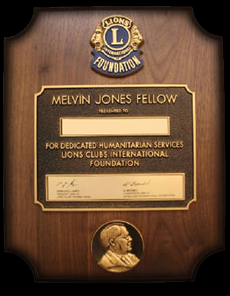 LIONS
L
INTERNATIONAL
FOUNDATION
MELVIN JONES FELLOW
PRESENTED TO
FOR DEDICATED HUMANITARIAN SERVICES
LIONS CLUBS INTERNATIONAL
FOUNDATION